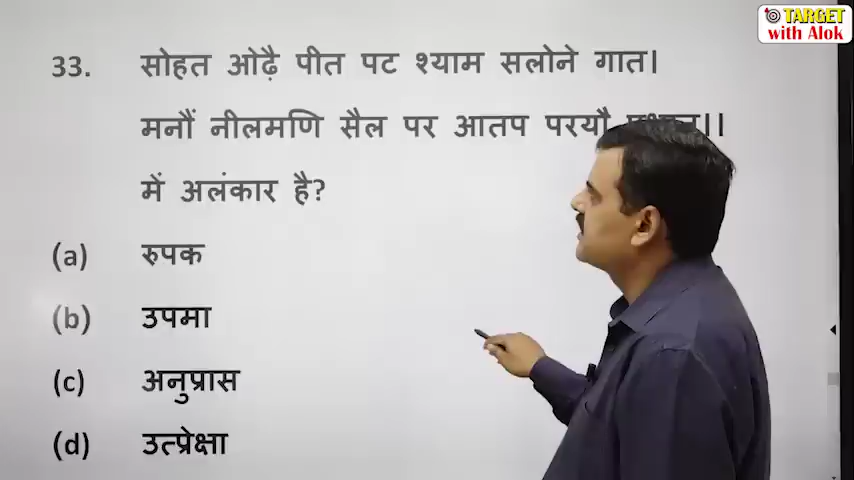 TARGET
with Alok
33. सोहत ओढ़ै पीत पट श्याम सलोने गात।
मनौं नीलमणि सैल पर आतप परयौ ।।
में अलंकार है?
(a) रुपक
(b) उपमा
(c) अनुप्रास
(d) उत्प्रेक्षा